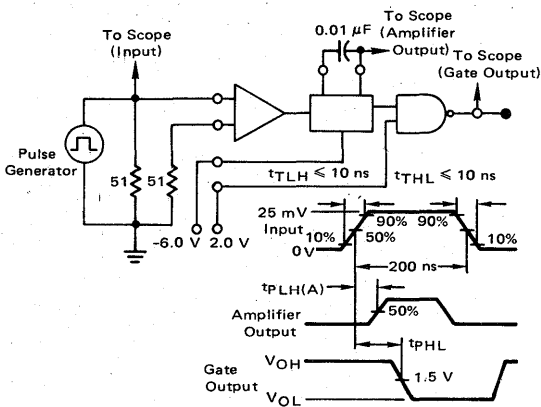 To Scope
(Input)
0.01 µF
To Scope
(Amplifier
Output)
To Scope
(Gate Output)
Pulse
Generator
51
51
-6.0 V
2.0 V
tTLH ≤ 10 ns
tTHL ≤ 10 ns
25 mV
Input
0 V
10%
90%
50%
90%
10%
200 ns
tPLH(A)
Amplifier
Output
50%
tPHL
Gate
Output
VOH
VOL
1.5 V